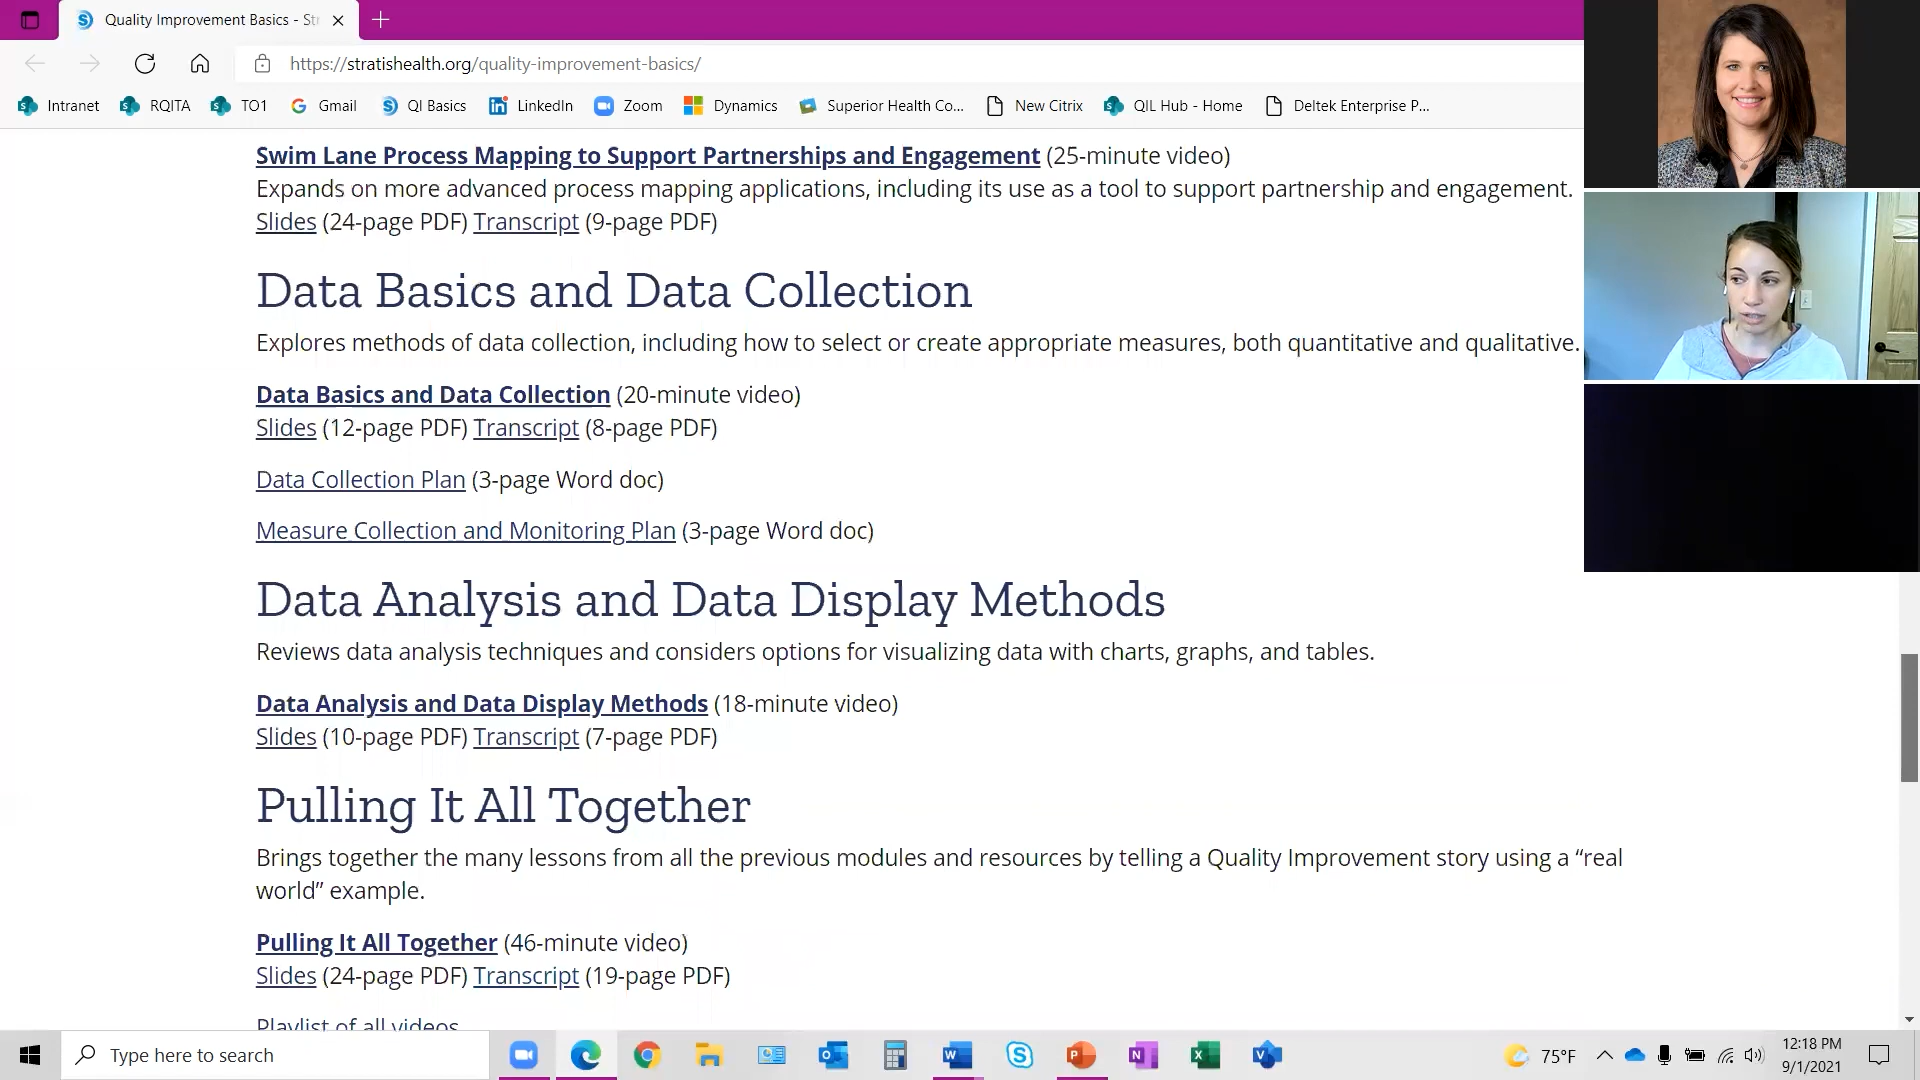 Quality Improvement Basics - St
https://stratishealth.org/quality-improvement-basics/
Intranet RQITA TO1 Gmail QI Basics LinkedIn Zoom Dynamics Superior Health Co... New Citrix QIL Hub - Home Deltek Enterprise P...
Swim Lane Process Mapping to Support Partnerships and Engagement (25-minute video)
Expands on more advanced process mapping applications, including its use as a tool to support partnership and engagement.
Slides (24-page PDF) Transcript (9-page PDF)
Data Basics and Data Collection
Explores methods of data collection, including how to select or create appropriate measures, both quantitative and qualitative.
Data Basics and Data Collection (20-minute video)
Slides (12-page PDF) Transcript (8-page PDF)
Data Collection Plan (3-page Word doc)
Measure Collection and Monitoring Plan (3-page Word doc)
Data Analysis and Data Display Methods
Reviews data analysis techniques and considers options for visualizing data with charts, graphs, and tables.
Data Analysis and Data Display Methods (18-minute video)
Slides (10-page PDF) Transcript (7-page PDF)
Pulling It All Together
Brings together the many lessons from all the previous modules and resources by telling a Quality Improvement story using a “real
world” example.
Pulling It All Together (46-minute video)
Slides (24-page PDF) Transcript (19-page PDF)
Playlist of all videos
Type here to search
75°F
12:18 PM
9/1/2021